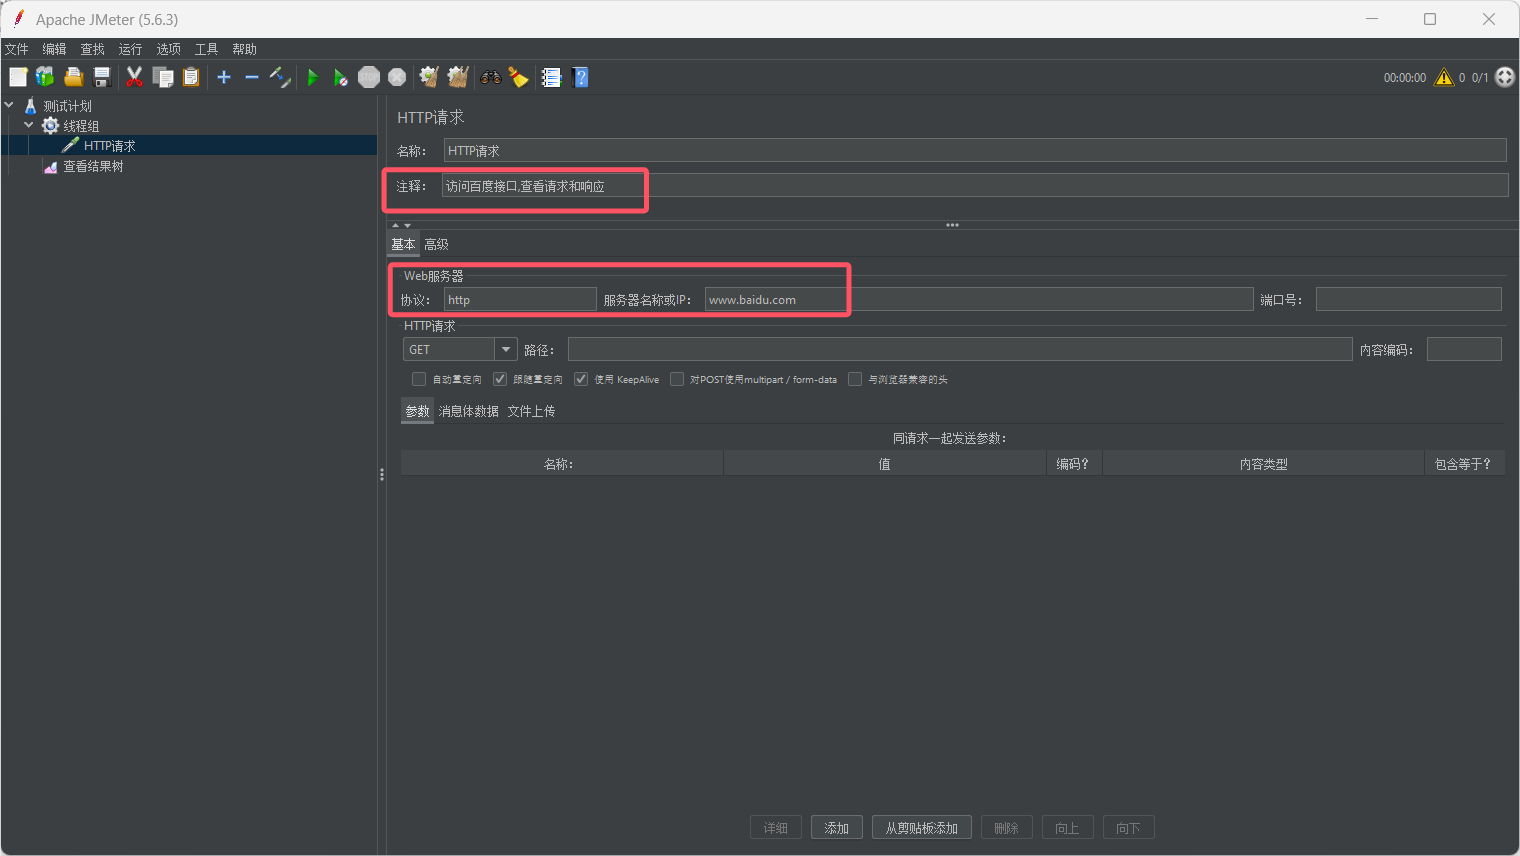 Apache JMeter (5.6.3)
文件 编辑 查找 运行 选项 工具 帮助
STOP
00:00:00 0 0/1
测试计划
线程组
HTTP请求
查看结果树
HTTP请求
名称： HTTP请求
注释： 访问百度接口,查看请求和响应
基本 高级
Web服务器
协议： http 服务器名称或IP： www.baidu.com 端口号：
HTTP请求
GET 路径： 内容编码：
自动重定向 跟随重定向 使用 KeepAlive 对POST使用multipart / form-data 与浏览器兼容的头
参数 消息体数据 文件上传
同请求一起发送参数：
名称： 值 编码？ 内容类型 包含等于？
详细 添加 从剪贴板添加 删除 向上 向下